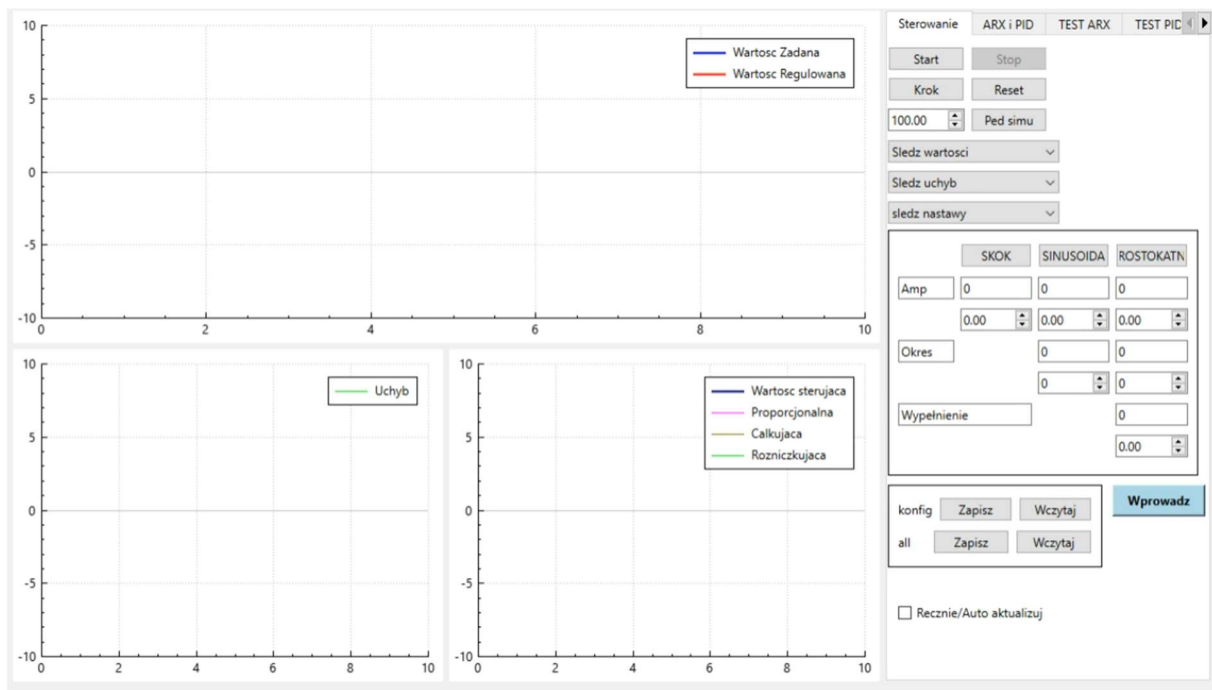 10
5
0
-5
-10
0 2 4 6 8 10
Wartosc Zadana
Wartosc Regulowana
10
5
0
-5
-10
0 2 4 6 8 10
Uchyb
10
5
0
-5
-10
0 2 4 6 8 10
Wartosc sterujaca
Proporcjonalna
Calkujaca
Rozniczkujaca
Sterowanie ARX i PID TEST ARX TEST PID
Start Stop
Krok Reset
100.00 Ped simu
Sledz wartosci
Sledz uchyb
sledz nastawy
SKOK SINUSOIDA ROSTOKATN
Amp 0 0 0
0.00 0.00 0.00
Okres 0 0
0 0
Wypełnienie 0
0.00
konfig Zapisz Wczytaj
all Zapisz Wczytaj
Wprowadz
Recznie/Auto aktualizuj